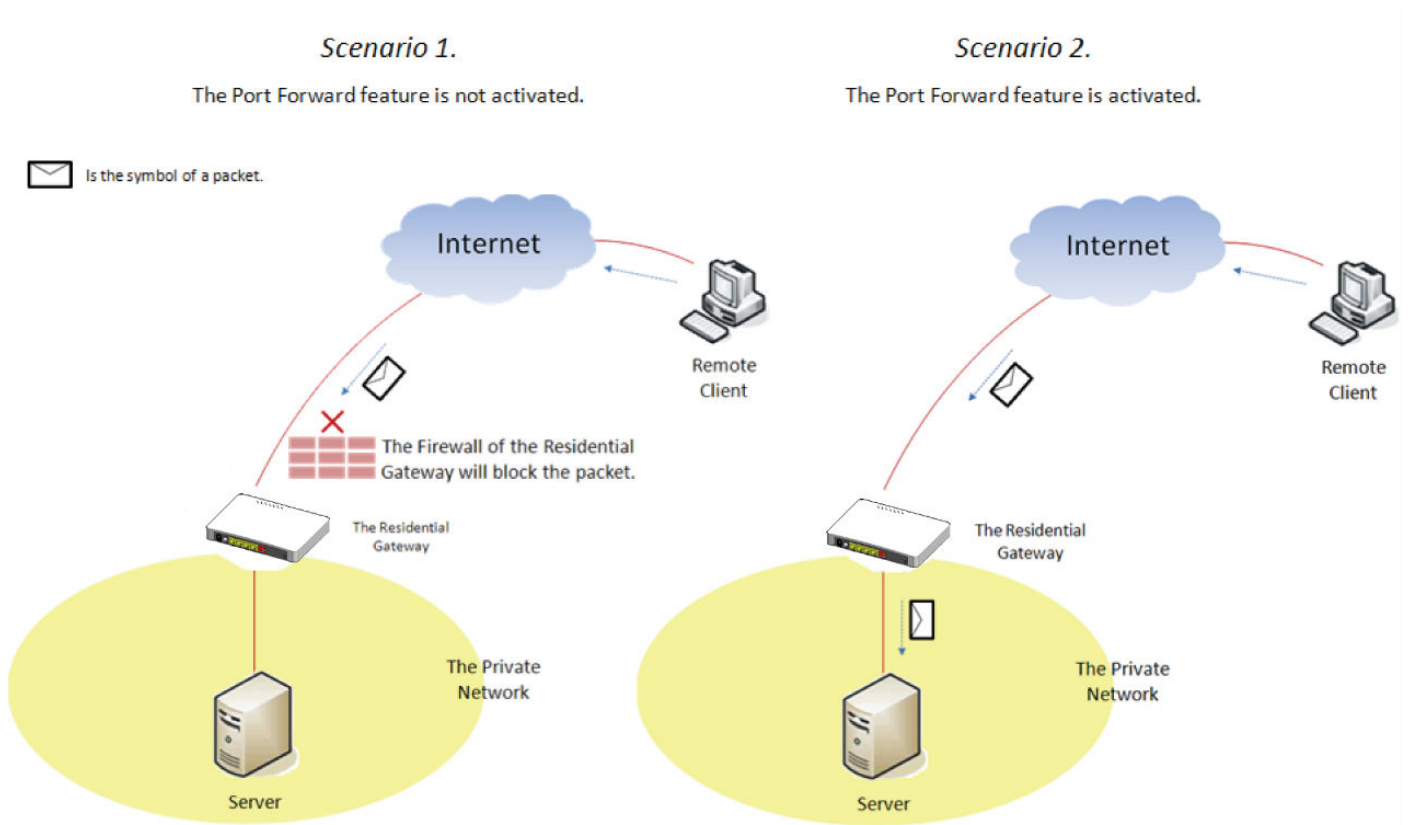 Scenario 1.
The Port Forward feature is not activated.
Is the symbol of a packet.
Internet
Remote
Client
The Firewall of the Residential
Gateway will block the packet.
The Residential
Gateway
The Private
Network
Server
Scenario 2.
The Port Forward feature is activated.
Internet
Remote
Client
The Residential
Gateway
The Private
Network
Server